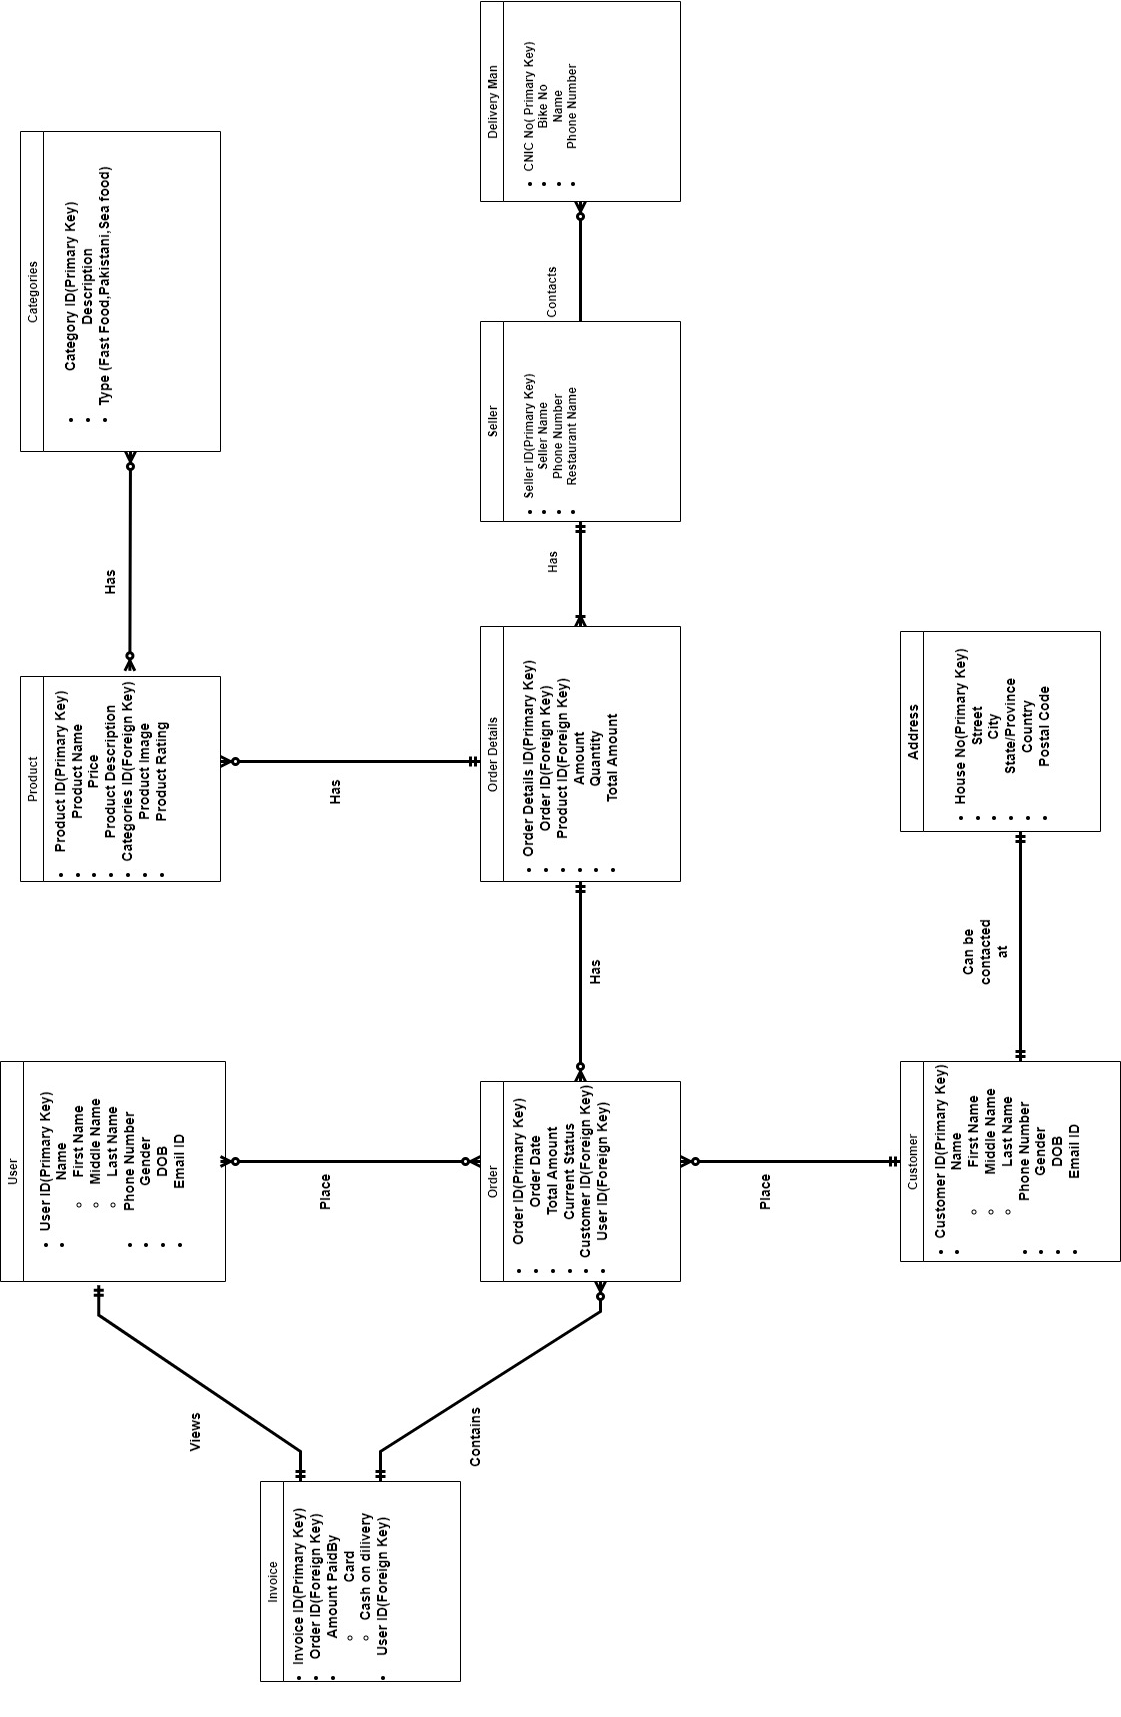 Invoice
• Invoice ID(Primary Key)
• Order ID(Foreign Key)
• Amount PaidBy
○ Card
○ Cash on dilivery
• User ID(Foreign Key)
Views
Contains
User
• User ID(Primary Key)
• Name
○ First Name
○ Middle Name
○ Last Name
• Phone Number
• Gender
• DOB
• Email ID
Place
Order
• Order ID(Primary Key)
• Order Date
• Total Amount
• Current Status
• Customer ID(Foreign Key)
• User ID(Foreign Key)
Place
Customer
• Customer ID(Primary Key)
• Name
○ First Name
○ Middle Name
○ Last Name
• Phone Number
• Gender
• DOB
• Email ID
Has
Can be
contacted
at
Product
• Product ID(Primary Key)
• Product Name
• Price
• Product Description
• Categories ID(Foreign Key)
• Product Image
• Product Rating
Has
Order Details
• Order Details ID(Primary Key)
• Order ID(Foreign Key)
• Product ID(Foreign Key)
• Amount
• Quantity
• Total Amount
Address
• House No(Primary Key)
• Street
• City
• State/Province
• Country
• Postal Code
Has
Has
Categories
• Category ID(Primary Key)
• Description
• Type (Fast Food,Pakistani,Sea food)
Seller
• Seller ID(Primary Key)
• Seller Name
• Phone Number
• Restaurant Name
Contacts
Delivery Man
• CNIC No( Primary Key)
• Bike No
• Name
• Phone Number